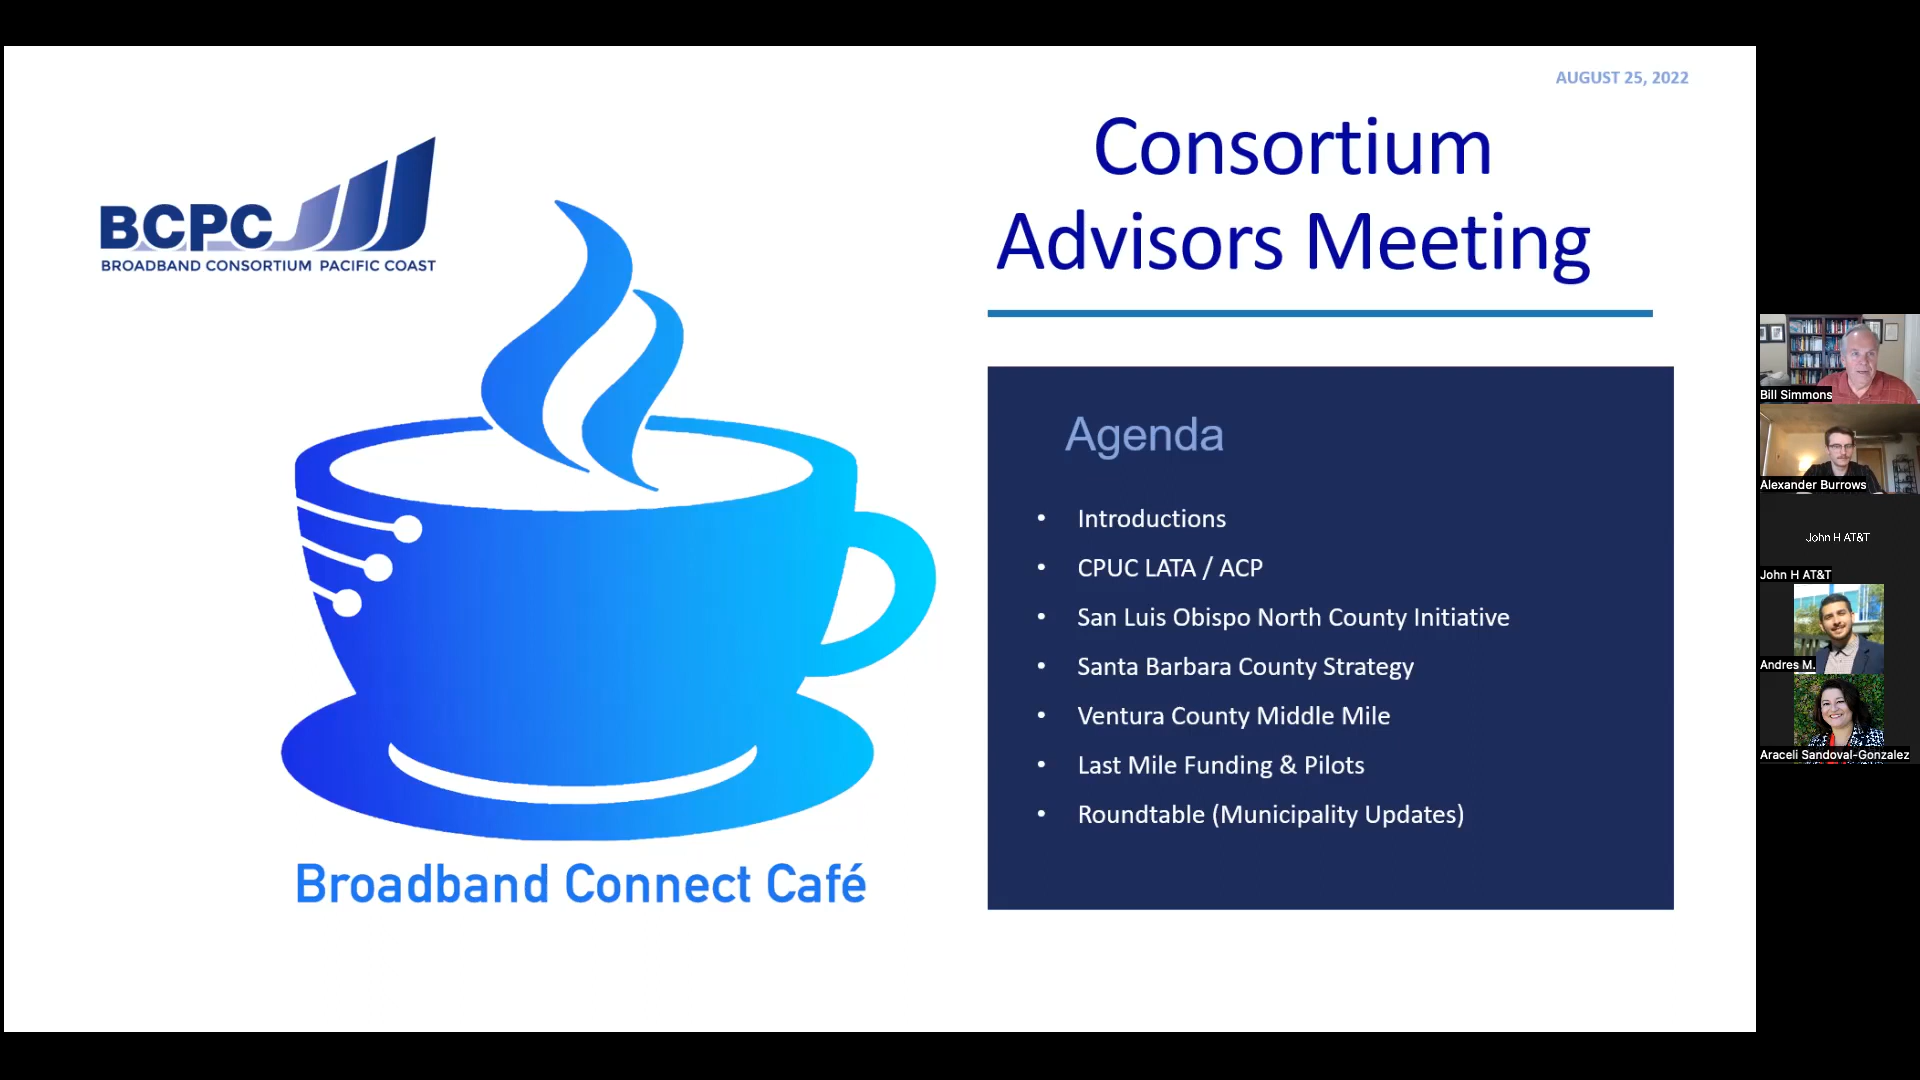 AUGUST 25, 2022
BCPC
BROADBAND CONSORTIUM PACIFIC COAST
Consortium
Advisors Meeting
Agenda
• Introductions
• CPUC LATA / ACP
• San Luis Obispo North County Initiative
• Santa Barbara County Strategy
• Ventura County Middle Mile
• Last Mile Funding & Pilots
• Roundtable (Municipality Updates)
Broadband Connect Café
Bill Simmons
Alexander Burrows
John H AT&T
John H AT&T
Andres M.
Araceli Sandoval-Gonzalez